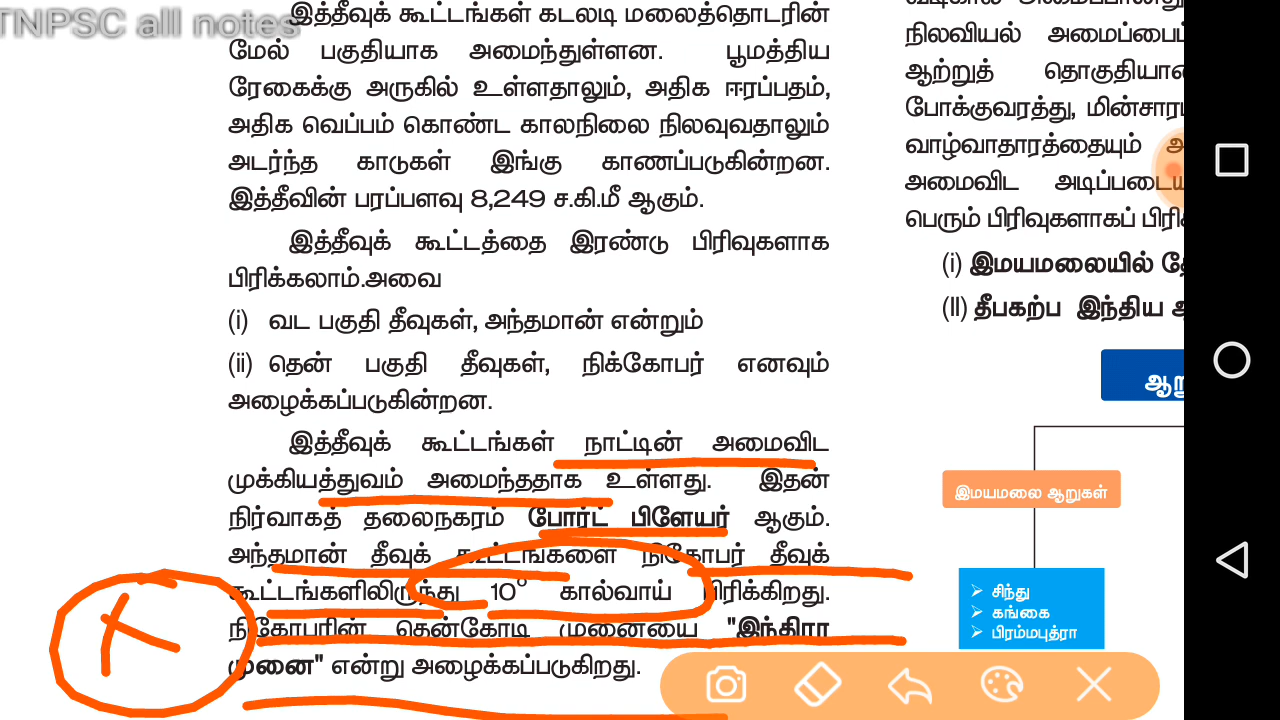 TNPSC all notes
இத்தீவுக் கூட்டங்கள் கடலடி மலைத்தொடரின்
மேல் பகுதியாக அமைந்துள்ளன. பூமத்திய
ரேகைக்கு அருகில் உள்ளதாலும், அதிக ஈரப்பதம்,
அதிக வெப்பம் கொண்ட காலநிலை நிலவுவதாலும்
அடர்ந்த காடுகள் இங்கு காணப்படுகின்றன.
இத்தீவின் பரப்பளவு 8,249 ச.கி.மீ ஆகும்.
இத்தீவுக் கூட்டத்தை இரண்டு பிரிவுகளாக
பிரிக்கலாம்.அவை
(i) வட பகுதி தீவுகள், அந்தமான் என்றும்
(ii) தென் பகுதி தீவுகள், நிக்கோபர் எனவும்
அழைக்கப்படுகின்றன.
இத்தீவுக் கூட்டங்கள் நாட்டின் அமைவிட
முக்கியத்துவம் அமைந்ததாக உள்ளது. இதன்
நிர்வாகத் தலைநகரம் போர்ட் பிளேயர் ஆகும்.
அந்தமான் தீவுக் கூட்டங்களை நிகோபர் தீவுக்
கூட்டங்களிலிருந்து 10° கால்வாய் பிரிக்கிறது.
நிகோபரின் தென்கோடி முனையை "இந்திரா
முனை" என்று அழைக்கப்படுகிறது.
நிலவியல் அமைப்பைப்
ஆற்றுத்
போக்குவரத்து,
வாழ்வாதாரத்தையும்
அமைவிட
பெரும் பிரிவுகளாகப்
(i) இமயமலையில்
(II) தீபகற்ப இந்திய
இமயமலை ஆறுகள்
சிந்து
கங்கை
பிரம்மபுத்ரா